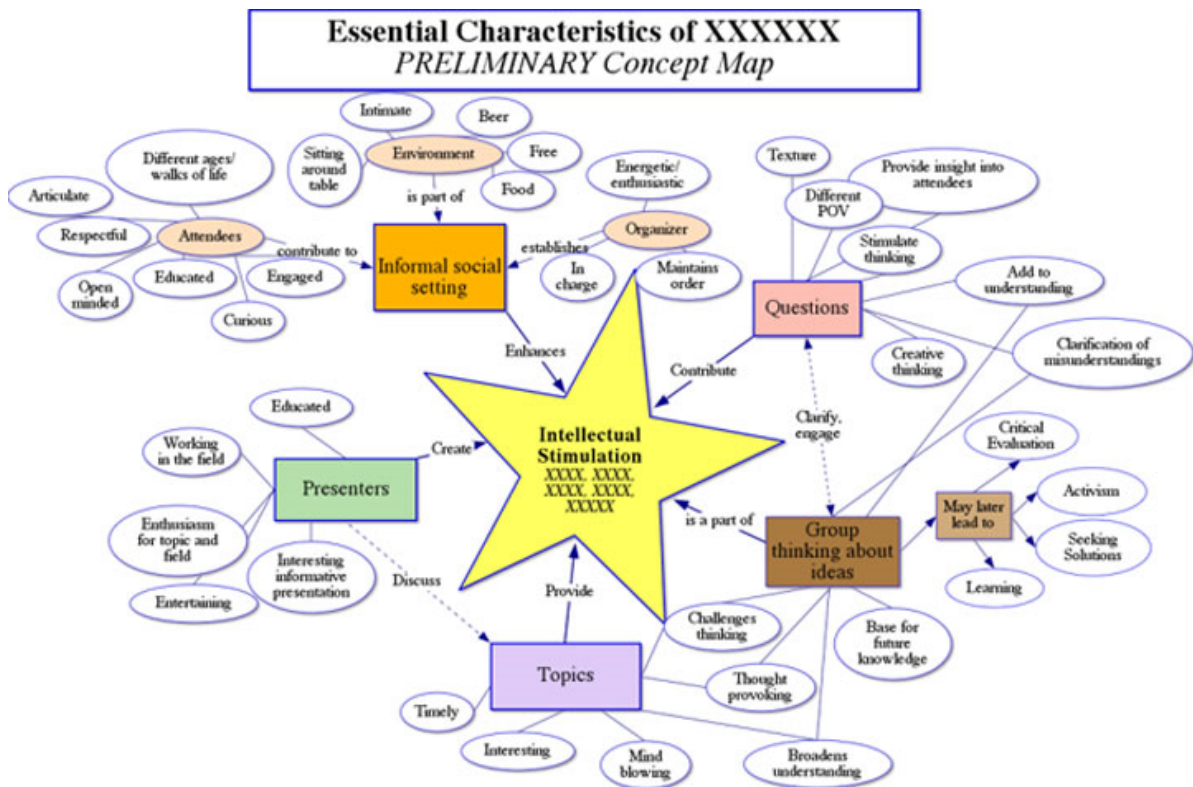 Essential Characteristics of XXXXXX
PRELIMINARY Concept Map
Intimate
Beer
Sitting
around
table
Environment
Free
Food
is part of
Different ages/
walks of life
Articulate
Respectful
Attendees
Open
minded
Educated
Engaged
Curious
contribute to
Informal social
setting
Energetic/
enthusiastic
Organizer
establishes
In
charge
Maintains
order
Texture
Provide insight into
attendees
Different
POV
Stimulate
thinking
Add to
understanding
Questions
Creative
thinking
Clarification of
misunderstandings
Enhances
Contribute
Clarify,
engage
Educated
Working
in the field
Create
Presenters
Enthusiasm
for topic and
field
Interesting
informative
presentation
Entertaining
Discuss
Intellectual
Stimulation
XXXX, XXXX,
XXXX, XXXX,
XXXXX
is a part of
Group
thinking about
ideas
May later
lead to
Critical
Evaluation
Activism
Seeking
Solutions
Learning
Provide
Challenges
thinking
Base for
future
knowledge
Thought
provoking
Topics
Timely
Interesting
Mind
blowing
Broadens
understanding